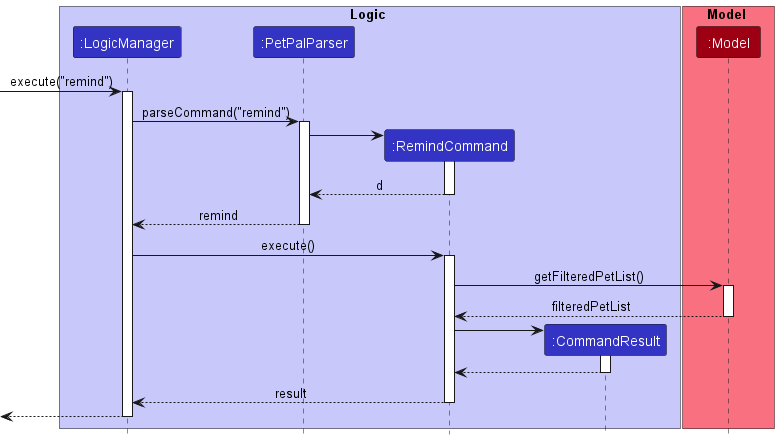 Logic
Model
:LogicManager
:PetPalParser
:Model
execute("remind")
parseCommand("remind")
:RemindCommand
d
remind
execute()
getFilteredPetList()
filteredPetList
:CommandResult
result